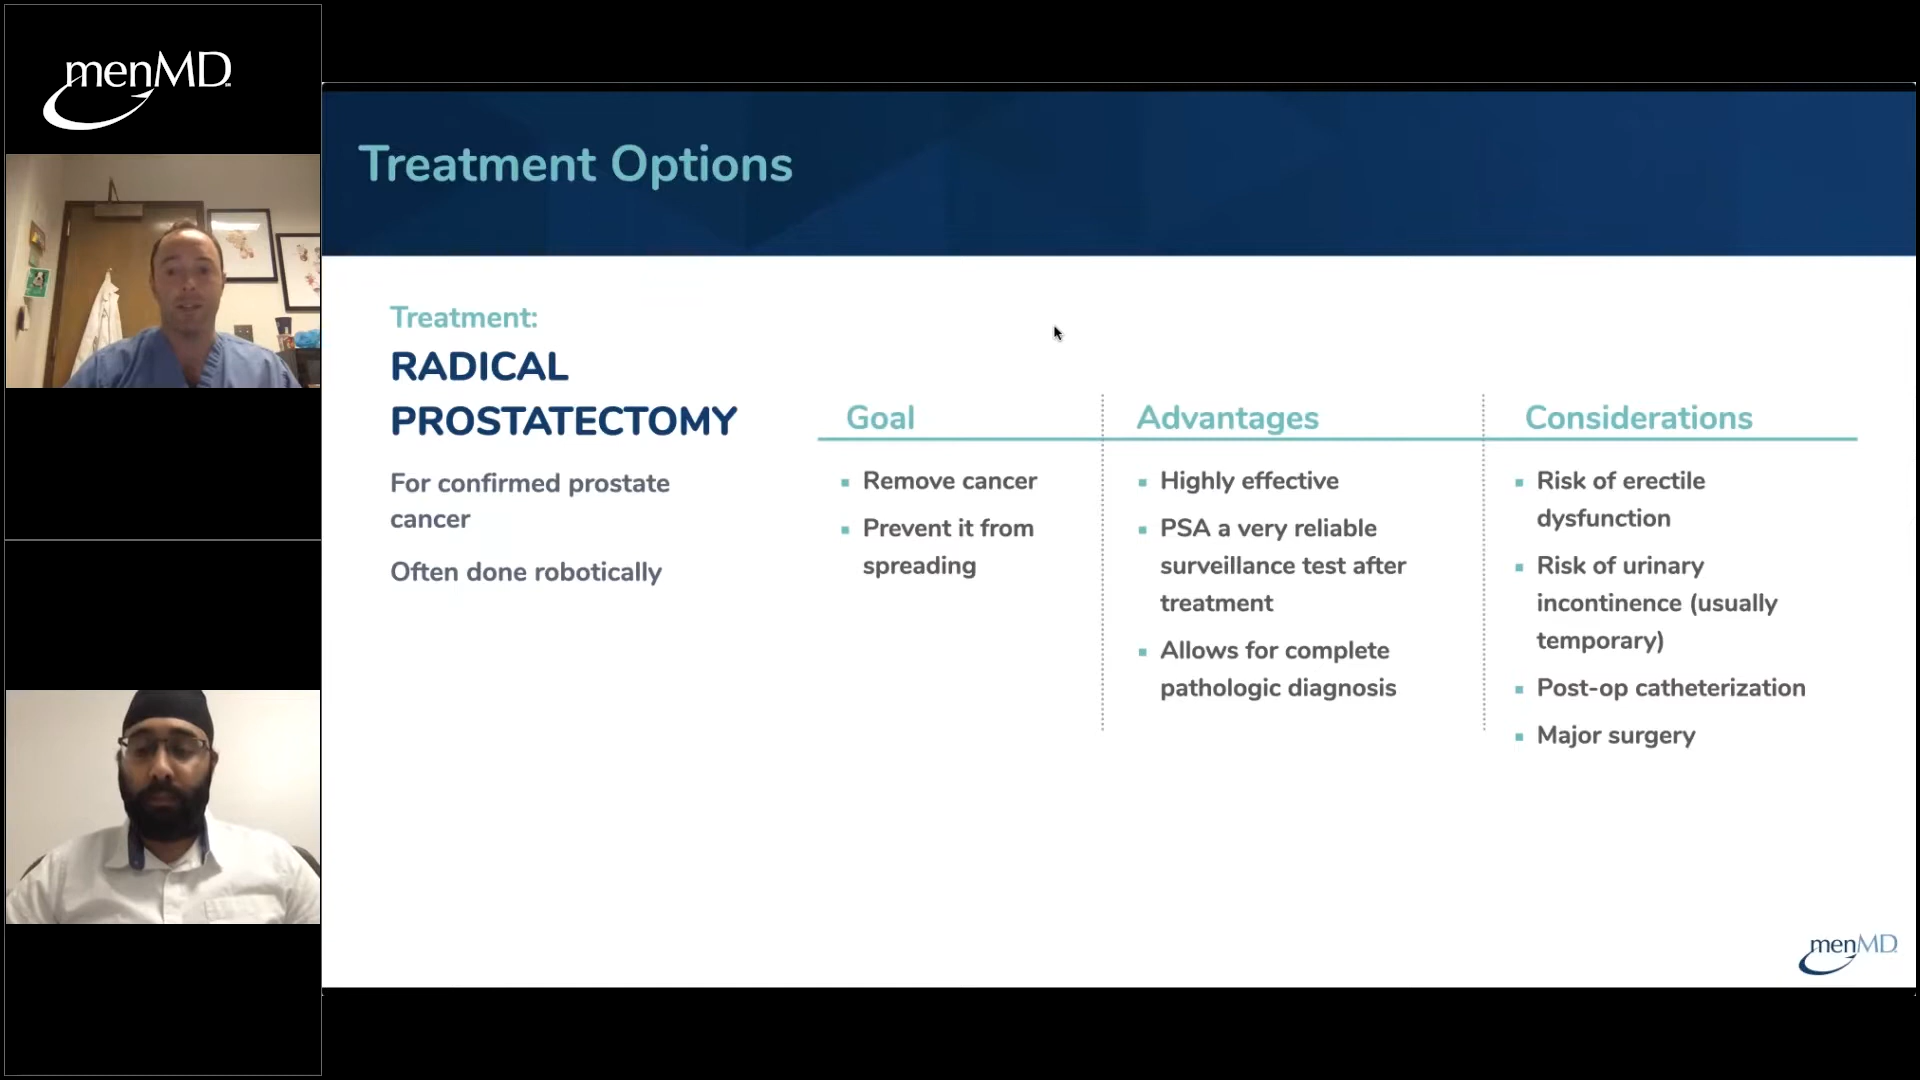 menMD
Treatment Options
Treatment:
RADICAL
PROSTATECTOMY
For confirmed prostate
cancer
Often done robotically
Goal
Remove cancer
Prevent it from
spreading
Advantages
Highly effective
PSA a very reliable
surveillance test after
treatment
Allows for complete
pathologic diagnosis
Considerations
Risk of erectile
dysfunction
Risk of urinary
incontinence (usually
temporary)
Post-op catheterization
Major surgery
menMD